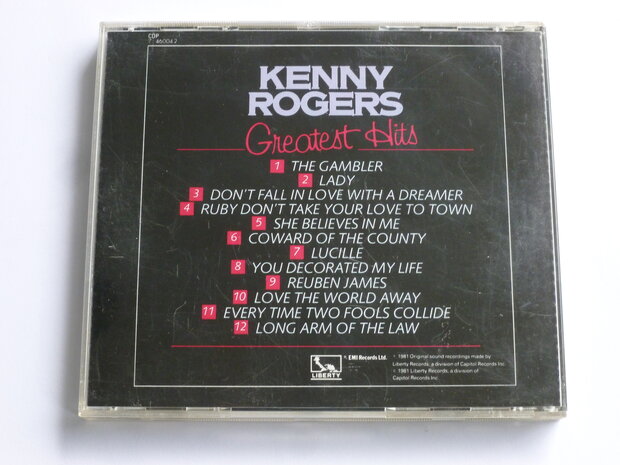 CDP
7 46004 2
KENNY
ROGERS
Greatest Hits
1 THE GAMBLER
2 LADY
3 DON'T FALL IN LOVE WITH A DREAMER
4 RUBY DON'T TAKE YOUR LOVE TO TOWN
5 SHE BELIEVES IN ME
6 COWARD OF THE COUNTY
7 LUCILLE
8 YOU DECORATED MY LIFE
9 REUBEN JAMES
10 LOVE THE WORLD AWAY
11 EVERY TIME TWO FOOLS COLLIDE
12 LONG ARM OF THE LAW
LIBERTY
EMI Records Ltd.
1981 Original sound recordings made by
Liberty Records, a division of Capitol Records Inc.
1981 Liberty Records, a division of
Capitol Records Inc.